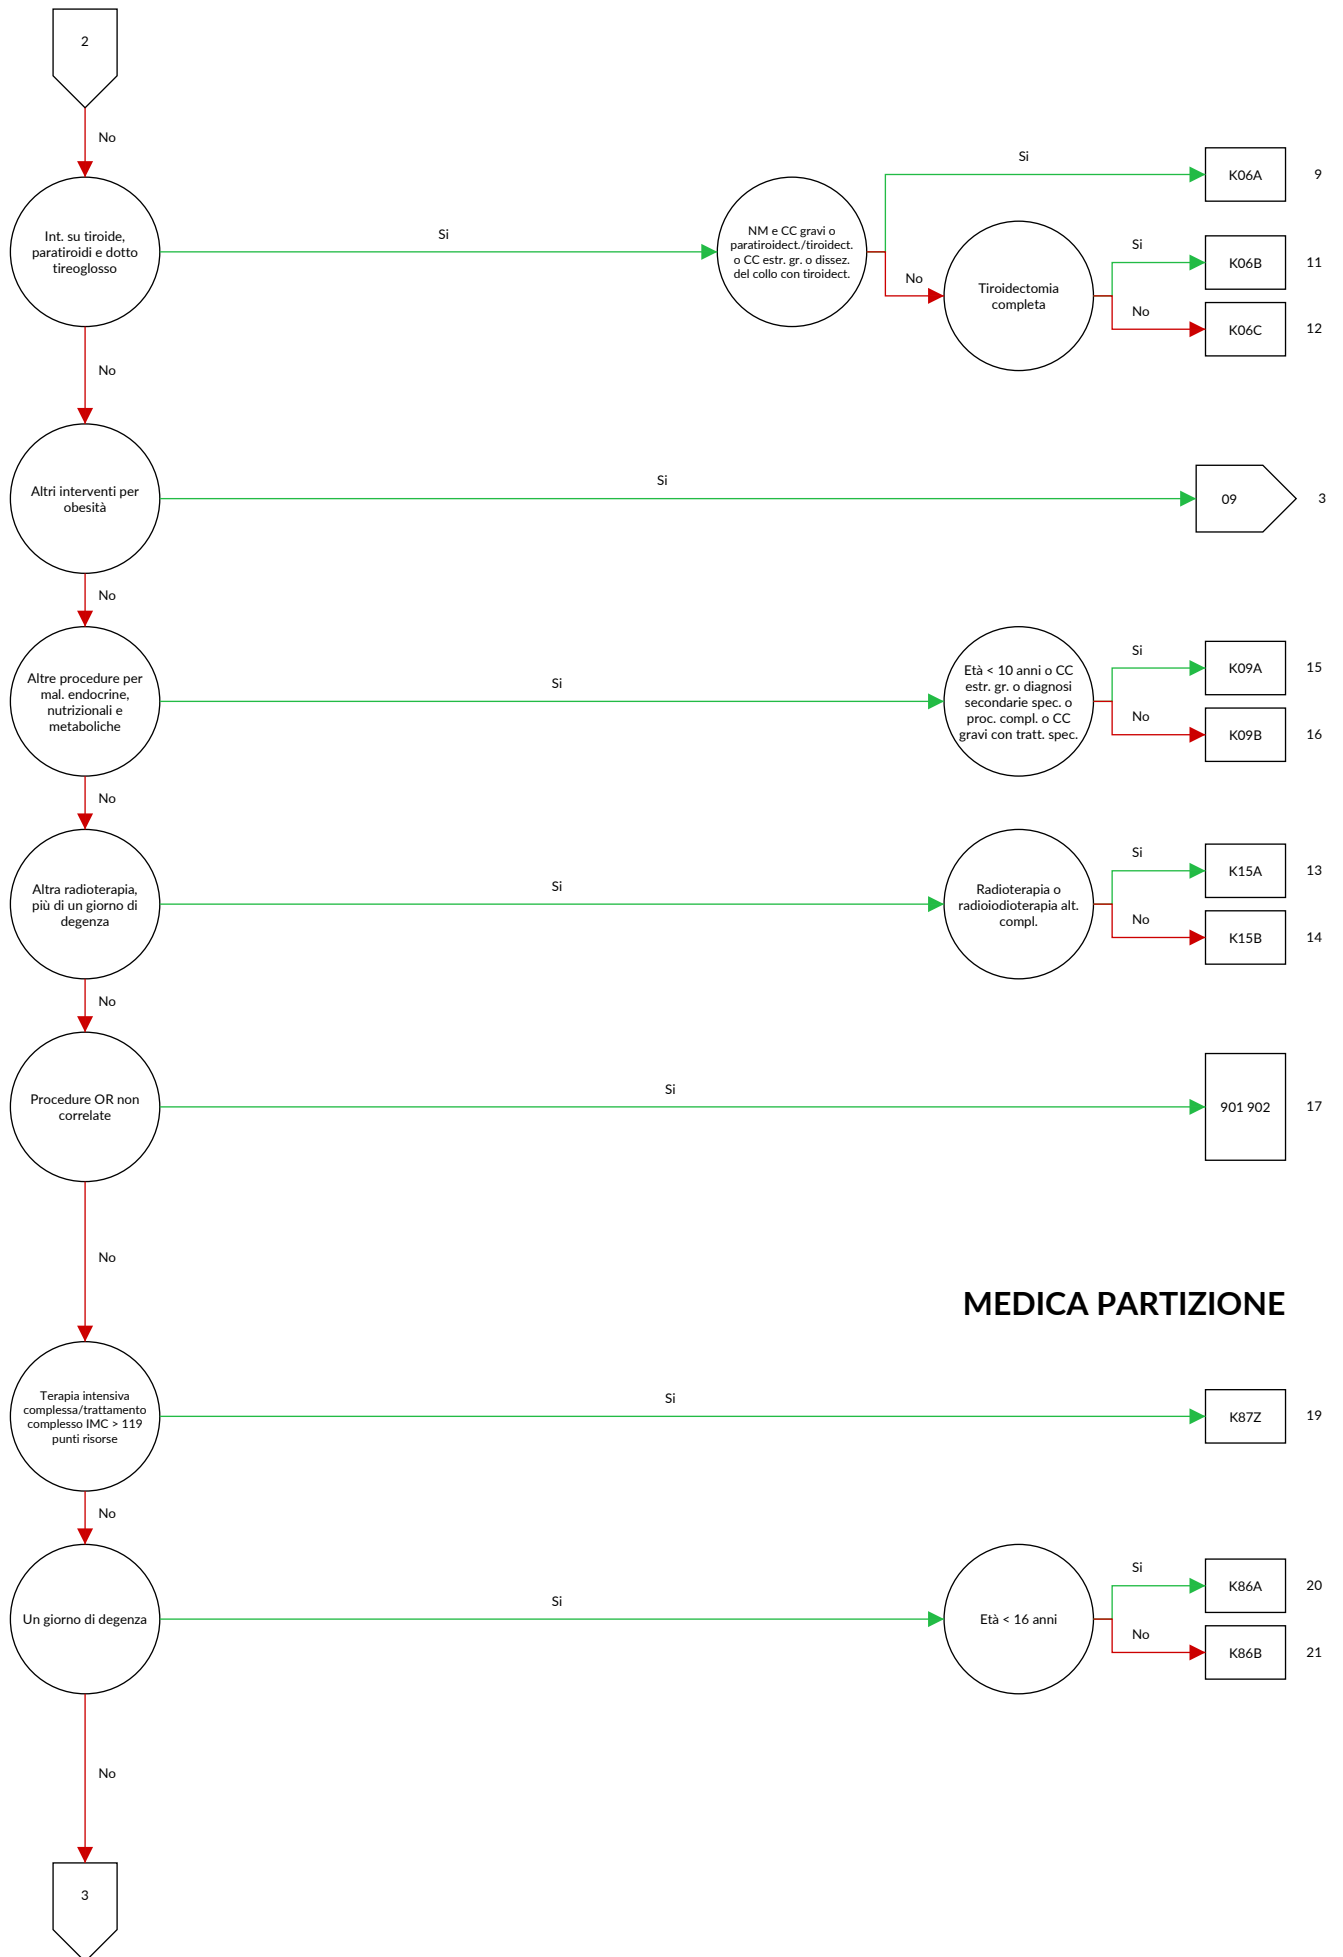 2
No
Int. su tiroide,
paratiroidi e dotto
tireoglosso
Si
NM e CC gravi o
paratiroidect./tiroidect.
o CC estr. gr. o dissez.
del collo con tiroidect.
Si
K06A
9
No
Tiroidectomia
completa
Si
K06B
11
No
K06C
12
No
Altri interventi per
obesità
Si
09
3
No
Altre procedure per
mal. endocrine,
nutrizionali e
metaboliche
Si
Età < 10 anni o CC
estr. gr. o diagnosi
secondarie spec. o
proc. compl. o CC
gravi con tratt. spec.
Si
K09A
15
No
K09B
16
No
Altra radioterapia,
più di un giorno di
degenza
Si
Radioterapia o
radioiodioterapia alt.
compl.
Si
K15A
13
No
K15B
14
No
Procedure OR non
correlate
Si
901 902
17
No
MEDICA PARTIZIONE
Terapia intensiva
complessa/trattamento
complesso IMC > 119
punti risorse
Si
K87Z
19
No
Un giorno di degenza
Si
Età < 16 anni
Si
K86A
20
No
K86B
21
No
3